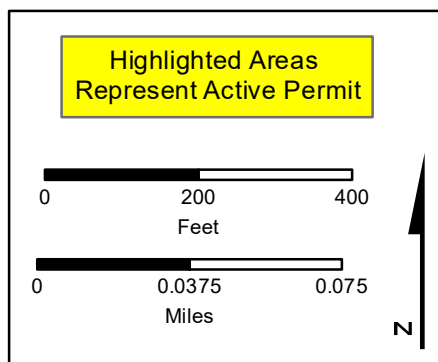 Highlighted Areas
Represent Active Permit
0 200 400
Feet
0 0.0375 0.075
Miles
N